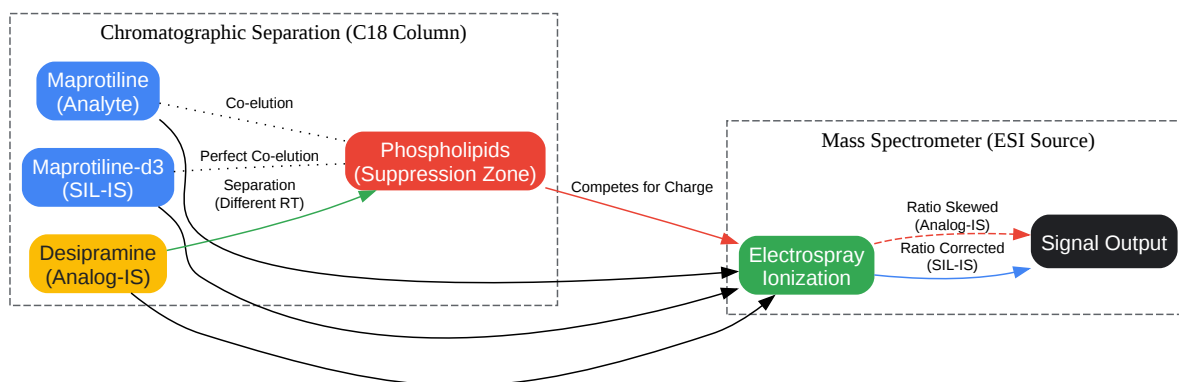 Chromatographic Separation (C18 Column)
Maprotiline
(Analyte)
Co-elution
Maprotiline-d3
(SIL-IS)
Perfect Co-elution
Phospholipids
(Suppression Zone)
Separation
(Different RT)
Desipramine
(Analog-IS)
Competes for Charge
Mass Spectrometer (ESI Source)
Electrospray
Ionization
Ratio Skewed
(Analog-IS)
Ratio Corrected
(SIL-IS)
Signal Output